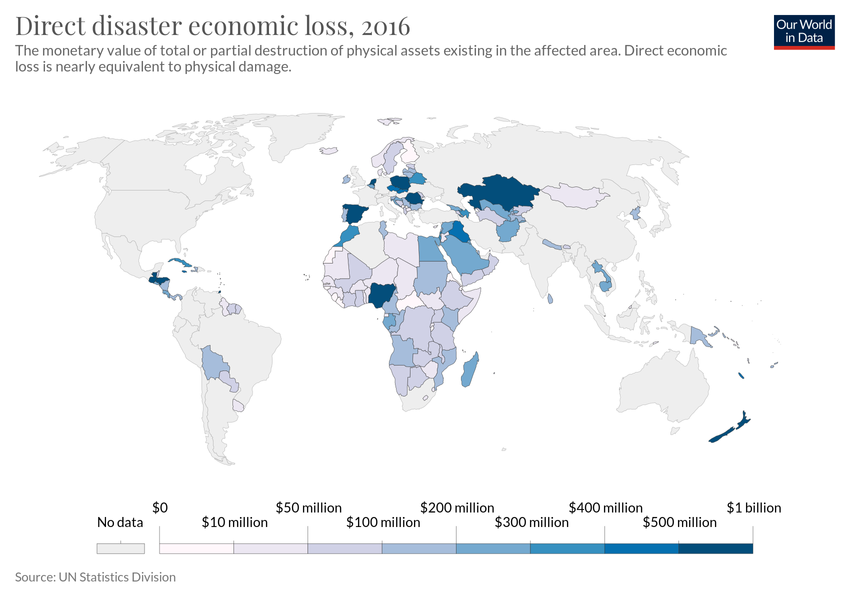 Direct disaster economic loss, 2016
Our World
in Data
The monetary value of total or partial destruction of physical assets existing in the affected area. Direct economic
loss is nearly equivalent to physical damage.
$0 $50 million $200 million $400 million $1 billion
No data $10 million $100 million $300 million $500 million
Source: UN Statistics Division